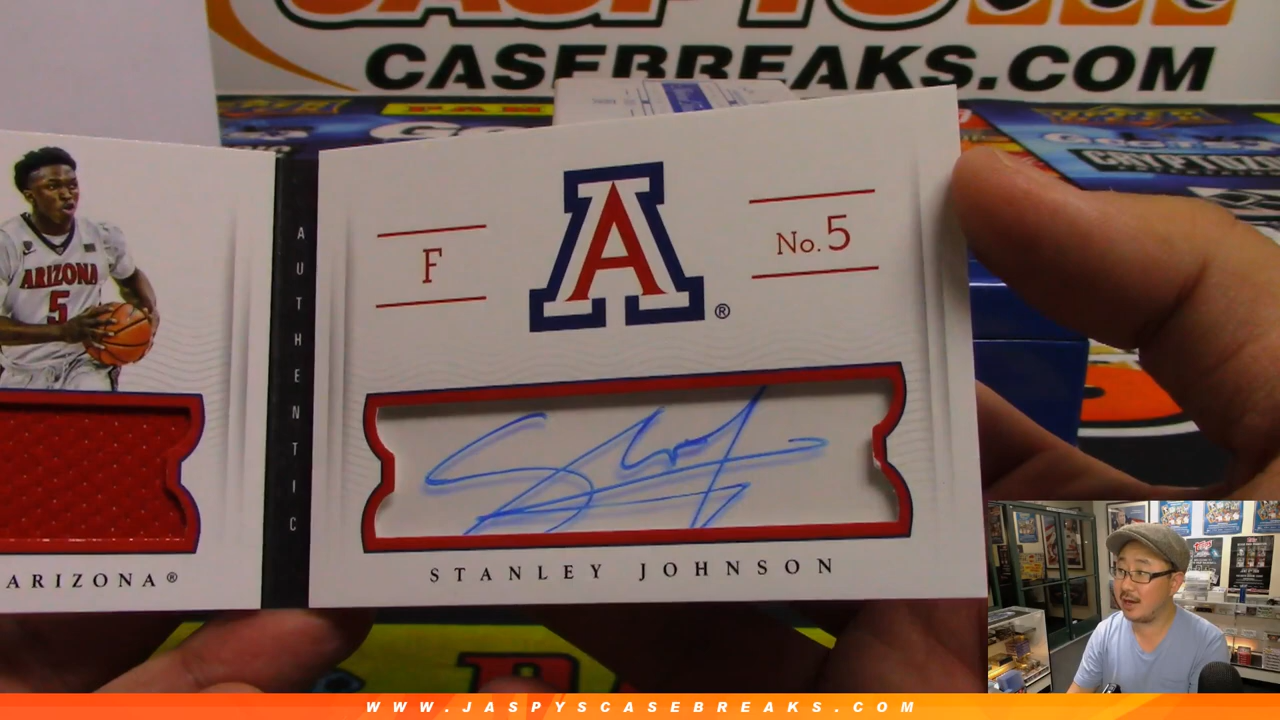 CASEBREAKS.COM
ARIZONA
5
AUTHENTIC
F
A
®
No. 5
ARIZONA®
STANLEY JOHNSON
WWW.JASPYSCASEBREAKS.COM